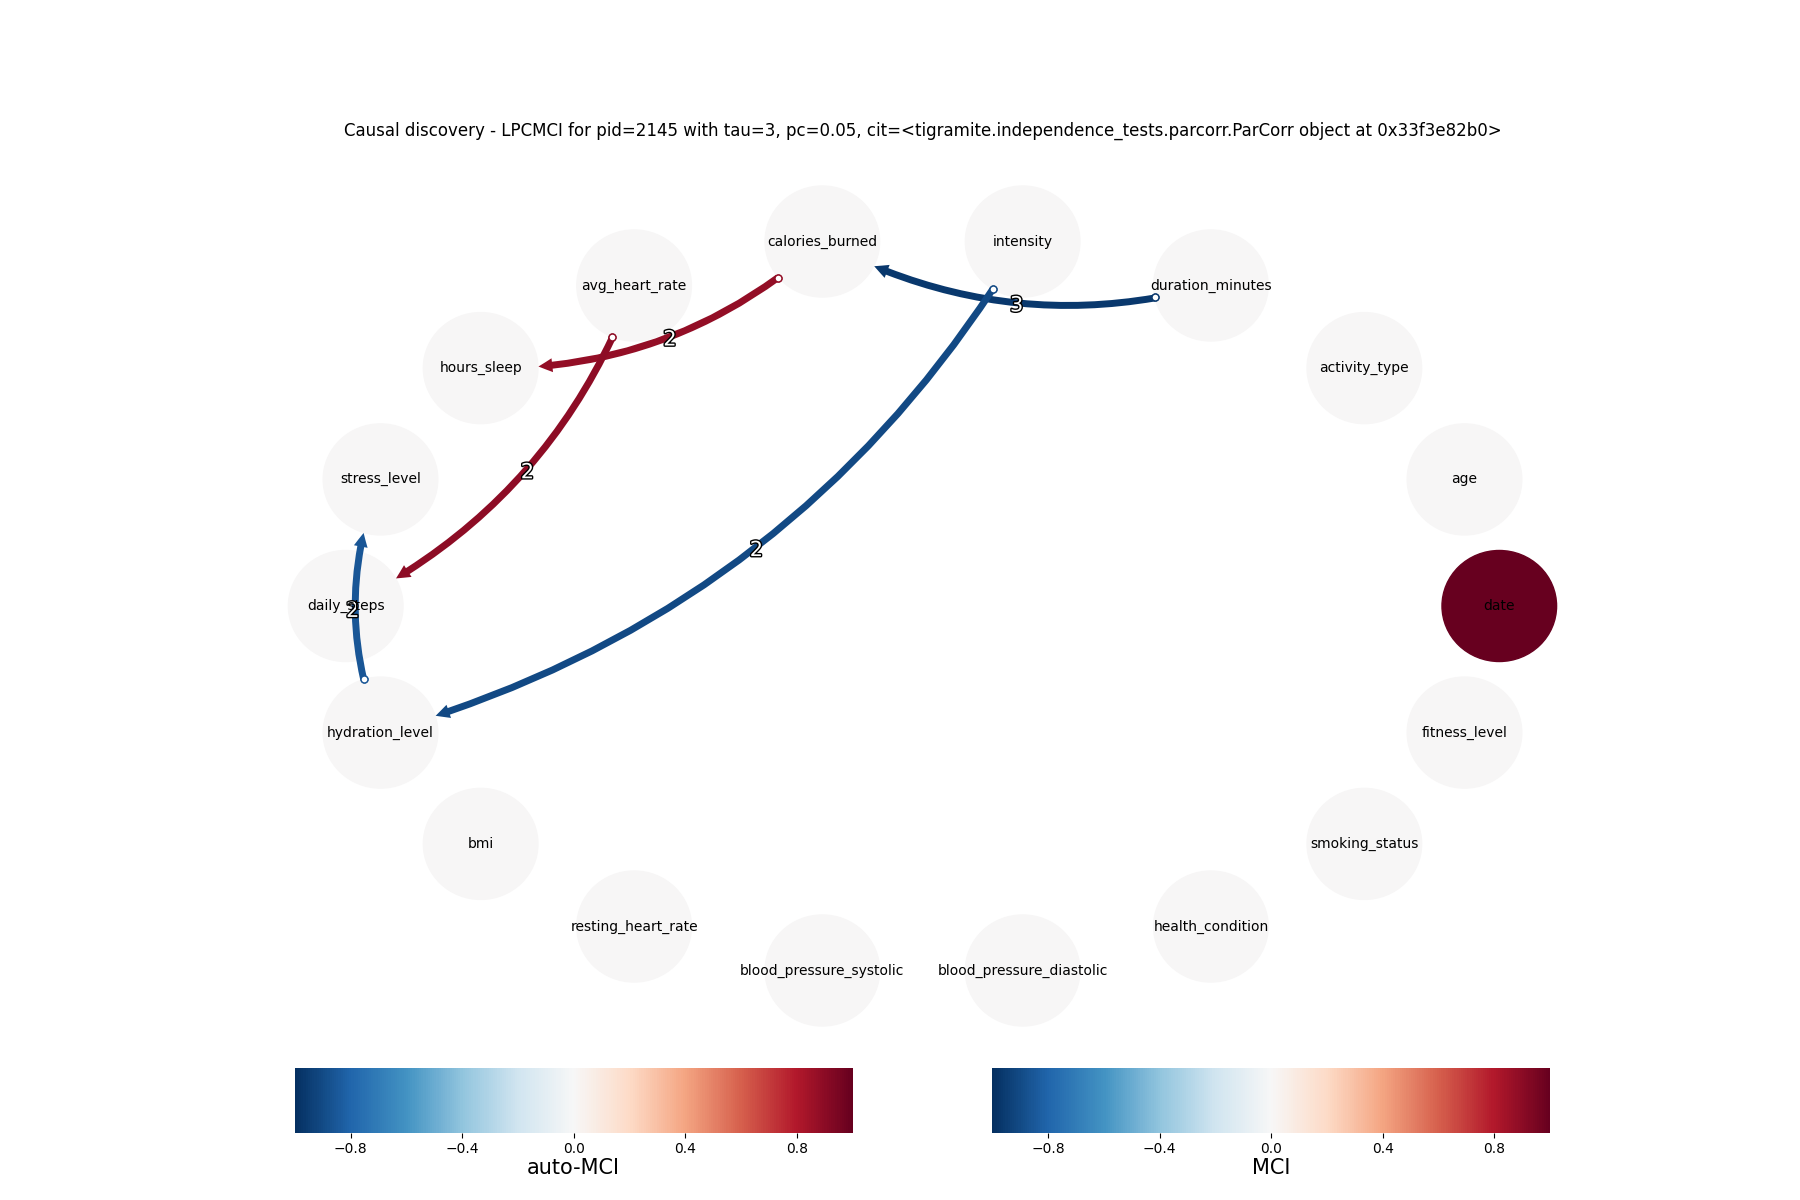 Causal discovery - LPCMCI for pid=2145 with tau=3, pc=0.05, cit=<tigramite.independence_tests.parcorr.ParCorr object at 0x33f3e82b0>
calories_burned
intensity
avg_heart_rate
duration_minutes
3
2
hours_sleep
activity_type
2
stress_level
age
2
daily_steps
2
date
hydration_level
fitness_level
bmi
smoking_status
resting_heart_rate
health_condition
blood_pressure_systolic
blood_pressure_diastolic
−0.8 −0.4 0.0 0.4 0.8
auto-MCI
−0.8 −0.4 0.0 0.4 0.8
MCI